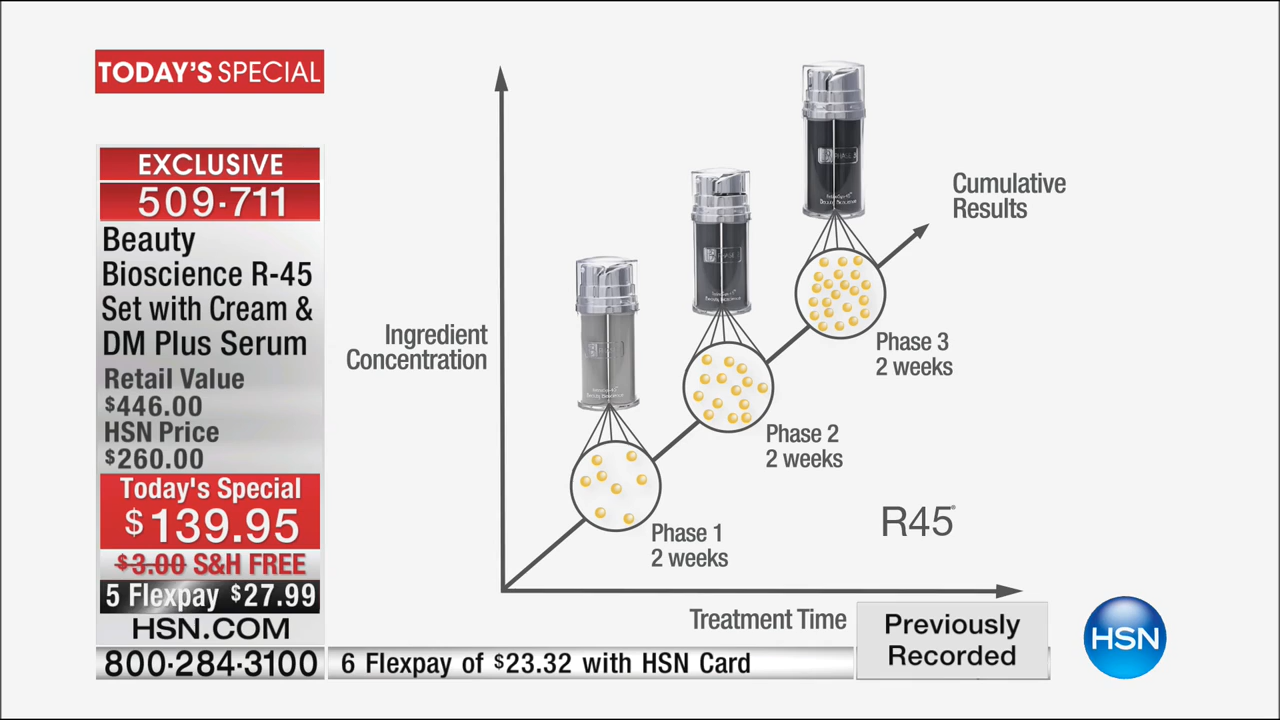 TODAY'S SPECIAL
EXCLUSIVE
509·711
Beauty
Bioscience R-45
Set with Cream &
DM Plus Serum
Retail Value
$446.00
HSN Price
$260.00
Today's Special
$139.95
$3.00 S&H FREE
5 Flexpay $27.99
HSN.COM
800·284·3100
6 Flexpay of $23.32 with HSN Card
Ingredient
Concentration
Cumulative
Results
Phase 3
2 weeks
Phase 2
2 weeks
Phase 1
2 weeks
R45®
Treatment Time
Previously
Recorded
HSN